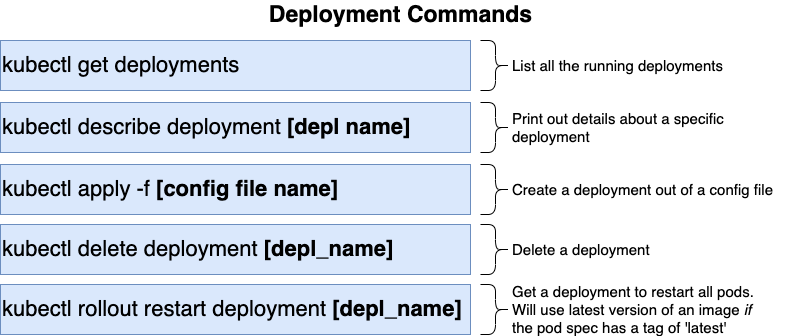 Deployment Commands
kubectl get deployments
List all the running deployments
kubectl describe deployment [depl name]
Print out details about a specific
deployment
kubectl apply -f [config file name]
Create a deployment out of a config file
kubectl delete deployment [depl_name]
Delete a deployment
kubectl rollout restart deployment [depl_name]
Get a deployment to restart all pods.
Will use latest version of an image if
the pod spec has a tag of 'latest'